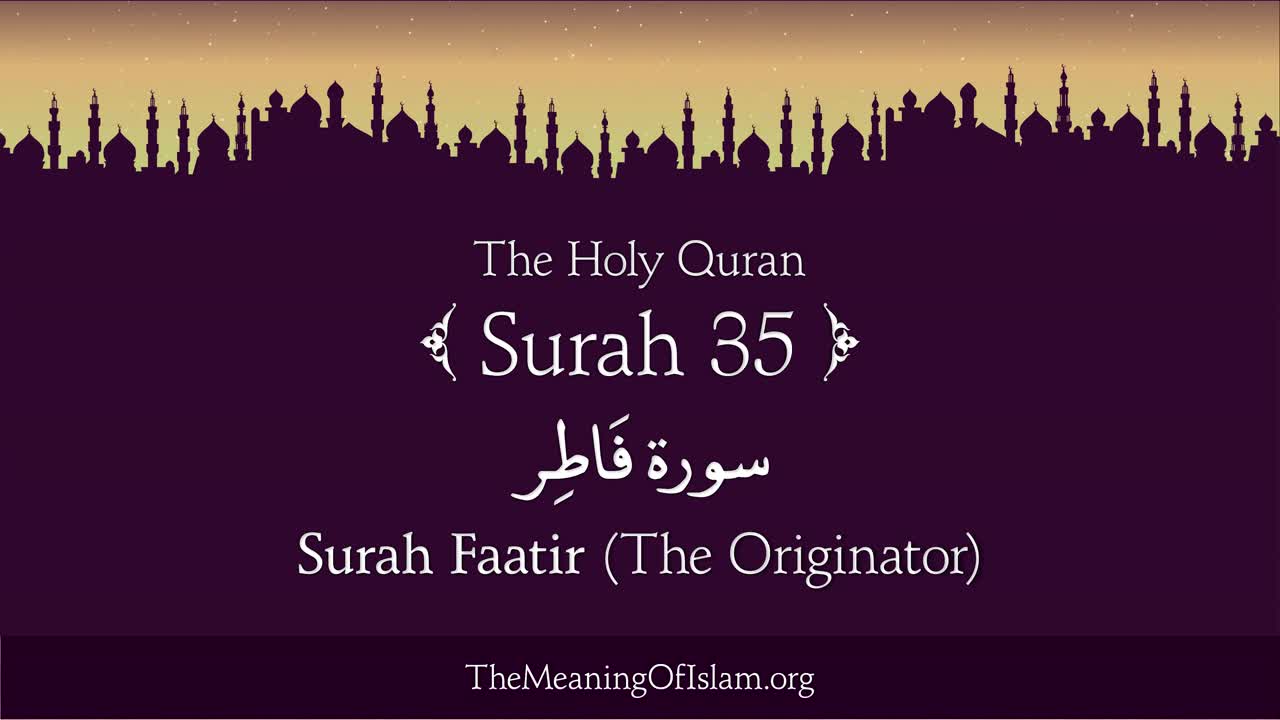 The Holy Quran
Surah 35
سورة فَاطِر
Surah Faatir (The Originator)
TheMeaningOfIslam.org